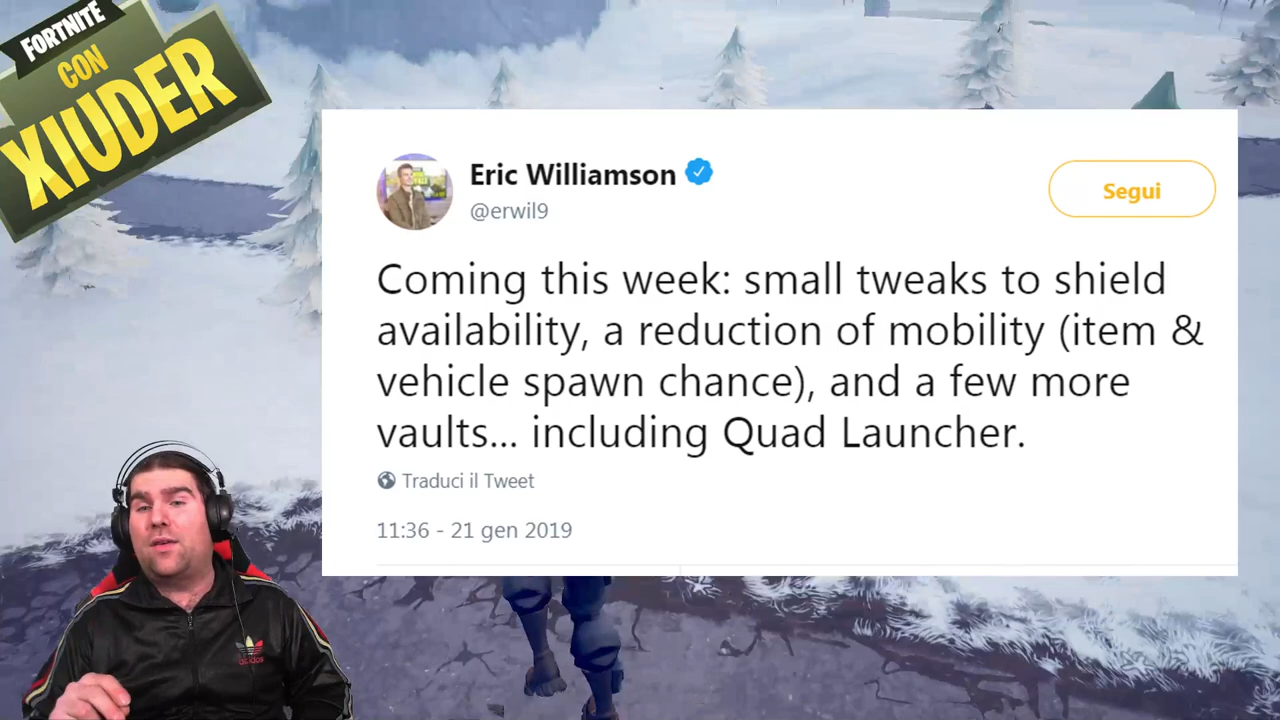 FORTNITE
CON
XIUDER
Eric Williamson
@erwil9
Segui
Coming this week: small tweaks to shield
availability, a reduction of mobility (item &
vehicle spawn chance), and a few more
vaults... including Quad Launcher.
Traduci il Tweet
11:36 - 21 gen 2019
adidas